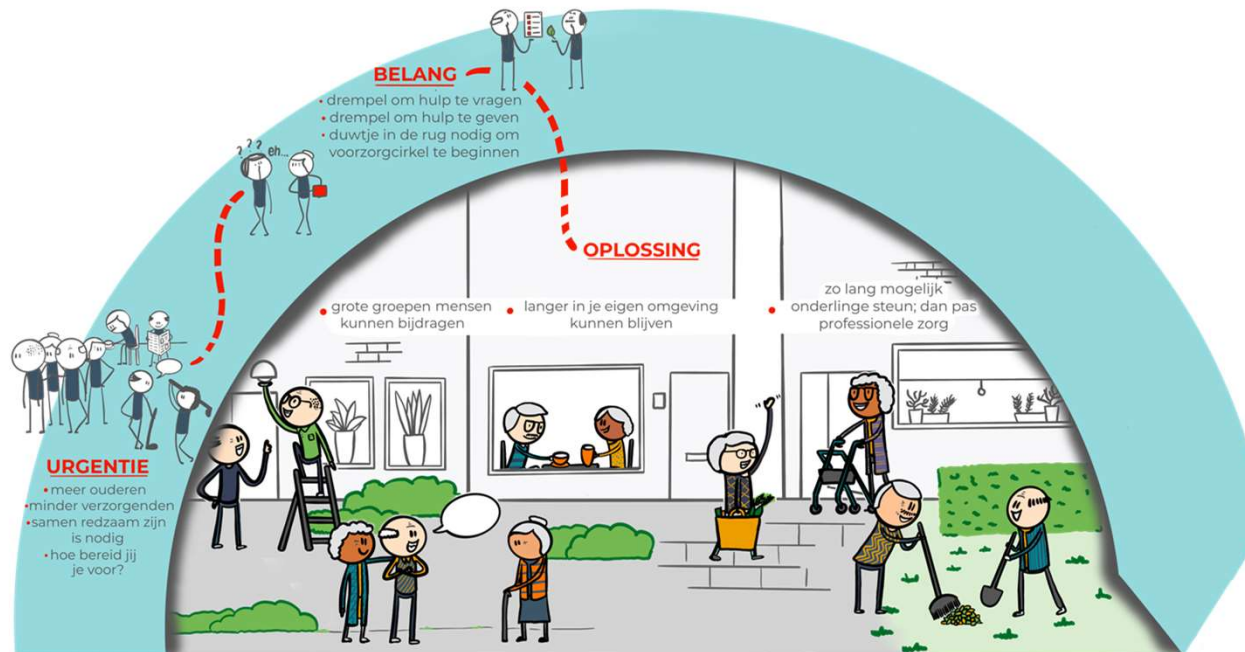 BELANG
• drempel om hulp te vragen
• drempel om hulp te geven
• duwtje in de rug nodig om
voorzorgcirkel te beginnen
? ? ?
eh...
URGENTIE
• meer ouderen
• minder verzorgenden
• samen redzaam zijn
is nodig
• hoe bereid jij
je voor?
OPLOSSING
• grote groepen mensen
kunnen bijdragen
• langer in je eigen omgeving
kunnen blijven
• zo lang mogelijk
onderlinge steun; dan pas
professionele zorg